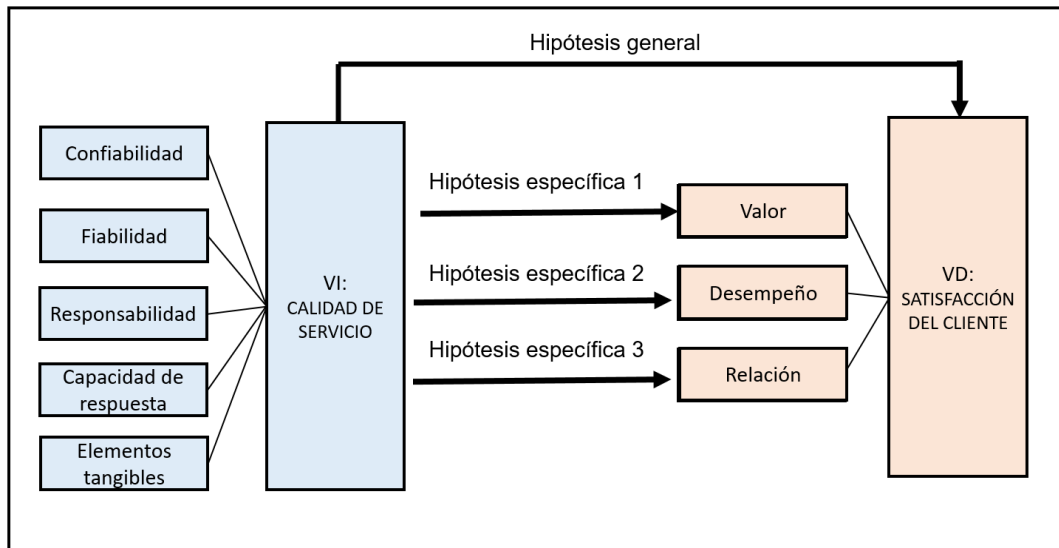 Hipótesis general
Confiabilidad
Fiabilidad
Responsabilidad
Capacidad de
respuesta
Elementos
tangibles
VI:
CALIDAD DE
SERVICIO
Hipótesis específica 1
Hipótesis específica 2
Hipótesis específica 3
Valor
Desempeño
Relación
VD:
SATISFACCIÓN
DEL CLIENTE